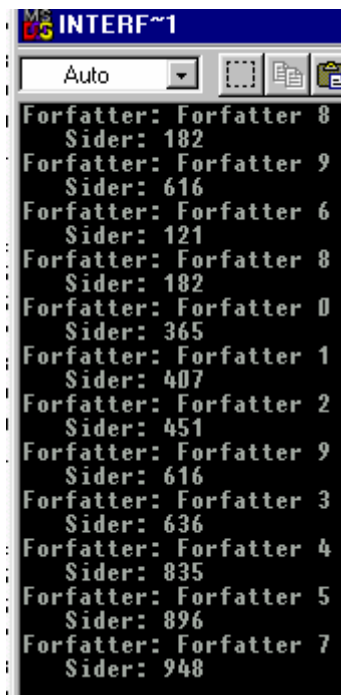 INTERF~1
Auto
Forfatter: Forfatter 8
Sider: 182
Forfatter: Forfatter 9
Sider: 616
Forfatter: Forfatter 6
Sider: 121
Forfatter: Forfatter 8
Sider: 182
Forfatter: Forfatter 0
Sider: 365
Forfatter: Forfatter 1
Sider: 407
Forfatter: Forfatter 2
Sider: 451
Forfatter: Forfatter 9
Sider: 616
Forfatter: Forfatter 3
Sider: 636
Forfatter: Forfatter 4
Sider: 835
Forfatter: Forfatter 5
Sider: 896
Forfatter: Forfatter 7
Sider: 948